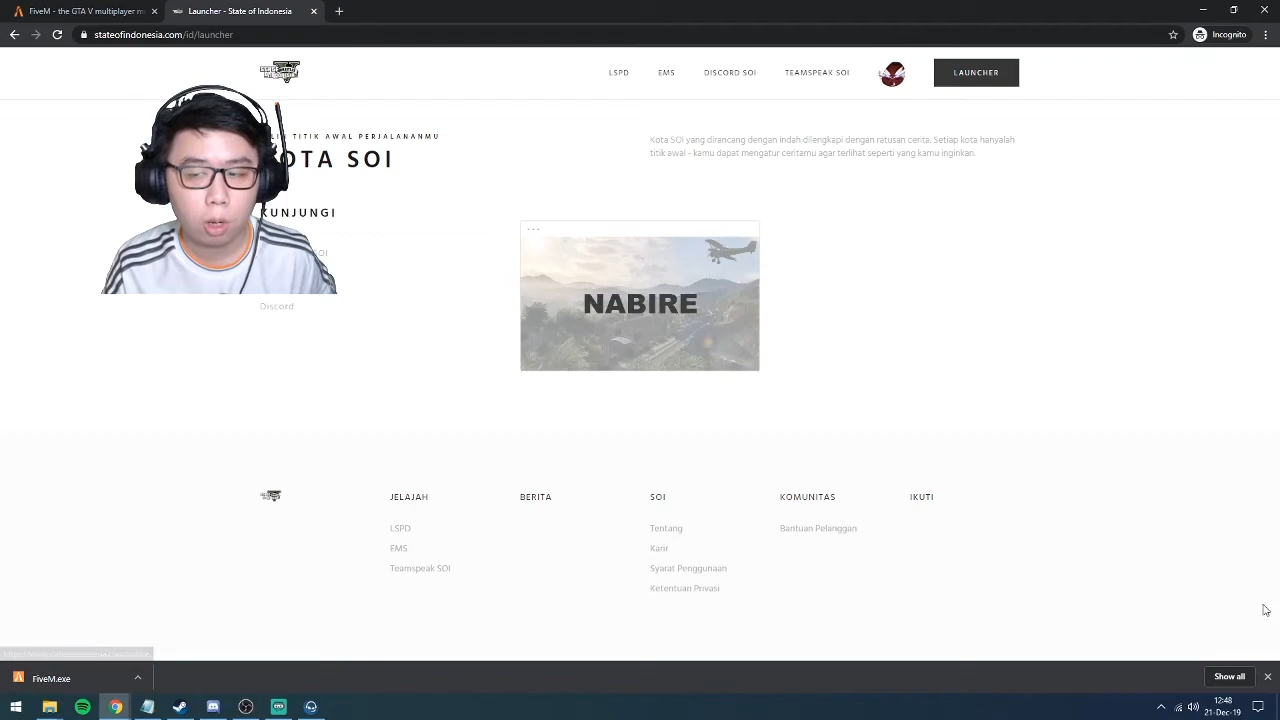 FiveM - the GTA V multiplayer m
Launcher - State of Indonesia
stateofindonesia.com/id/launcher
Incognito
LSPD
EMS
DISCORD SOI
TEAMSPEAK SOI
LAUNCHER
TITIK AWAL PERJALANANMU
OTA SOI
Kota SOI yang dirancang dengan indah dilengkapi dengan ratusan cerita. Setiap kota hanyalah
titik awal - kamu dapat mengatur ceritamu agar terlihat seperti yang kamu inginkan.
KUNJUNGI
SOI
Discord
NABIRE
JELAJAH
BERITA
SOI
KOMUNITAS
IKUTI
LSPD
Tentang
Bantuan Pelanggan
EMS
Karir
Teamspeak SOI
Syarat Penggunaan
Ketentuan Privasi
FiveM.exe
Show all
12:48
21-Dec-19